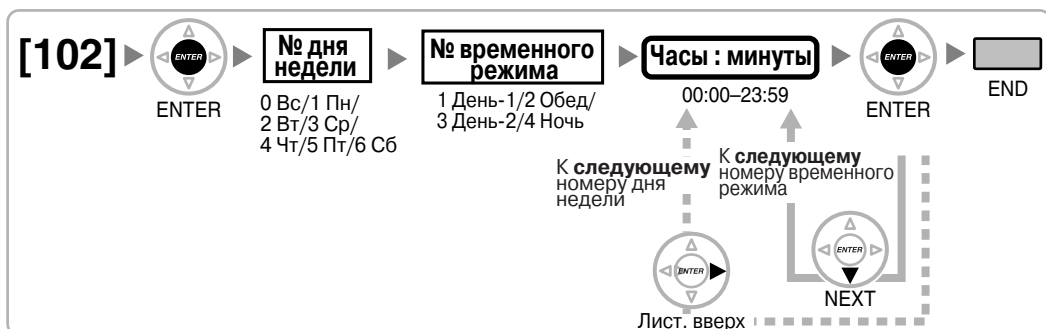 [102]
ENTER
ENTER
№ дня
недели
0 Вс/1 Пн/
2 Вт/3 Ср/
4 Чт/5 Пт/6 Сб
№ временного
режима
1 День-1/2 Обед/
3 День-2/4 Ночь
Часы : минуты
00:00–23:59
ENTER
ENTER
END
К следующему
номеру дня
недели
К следующему
номеру временного
режима
ENTER
Лист. вверх
ENTER
NEXT